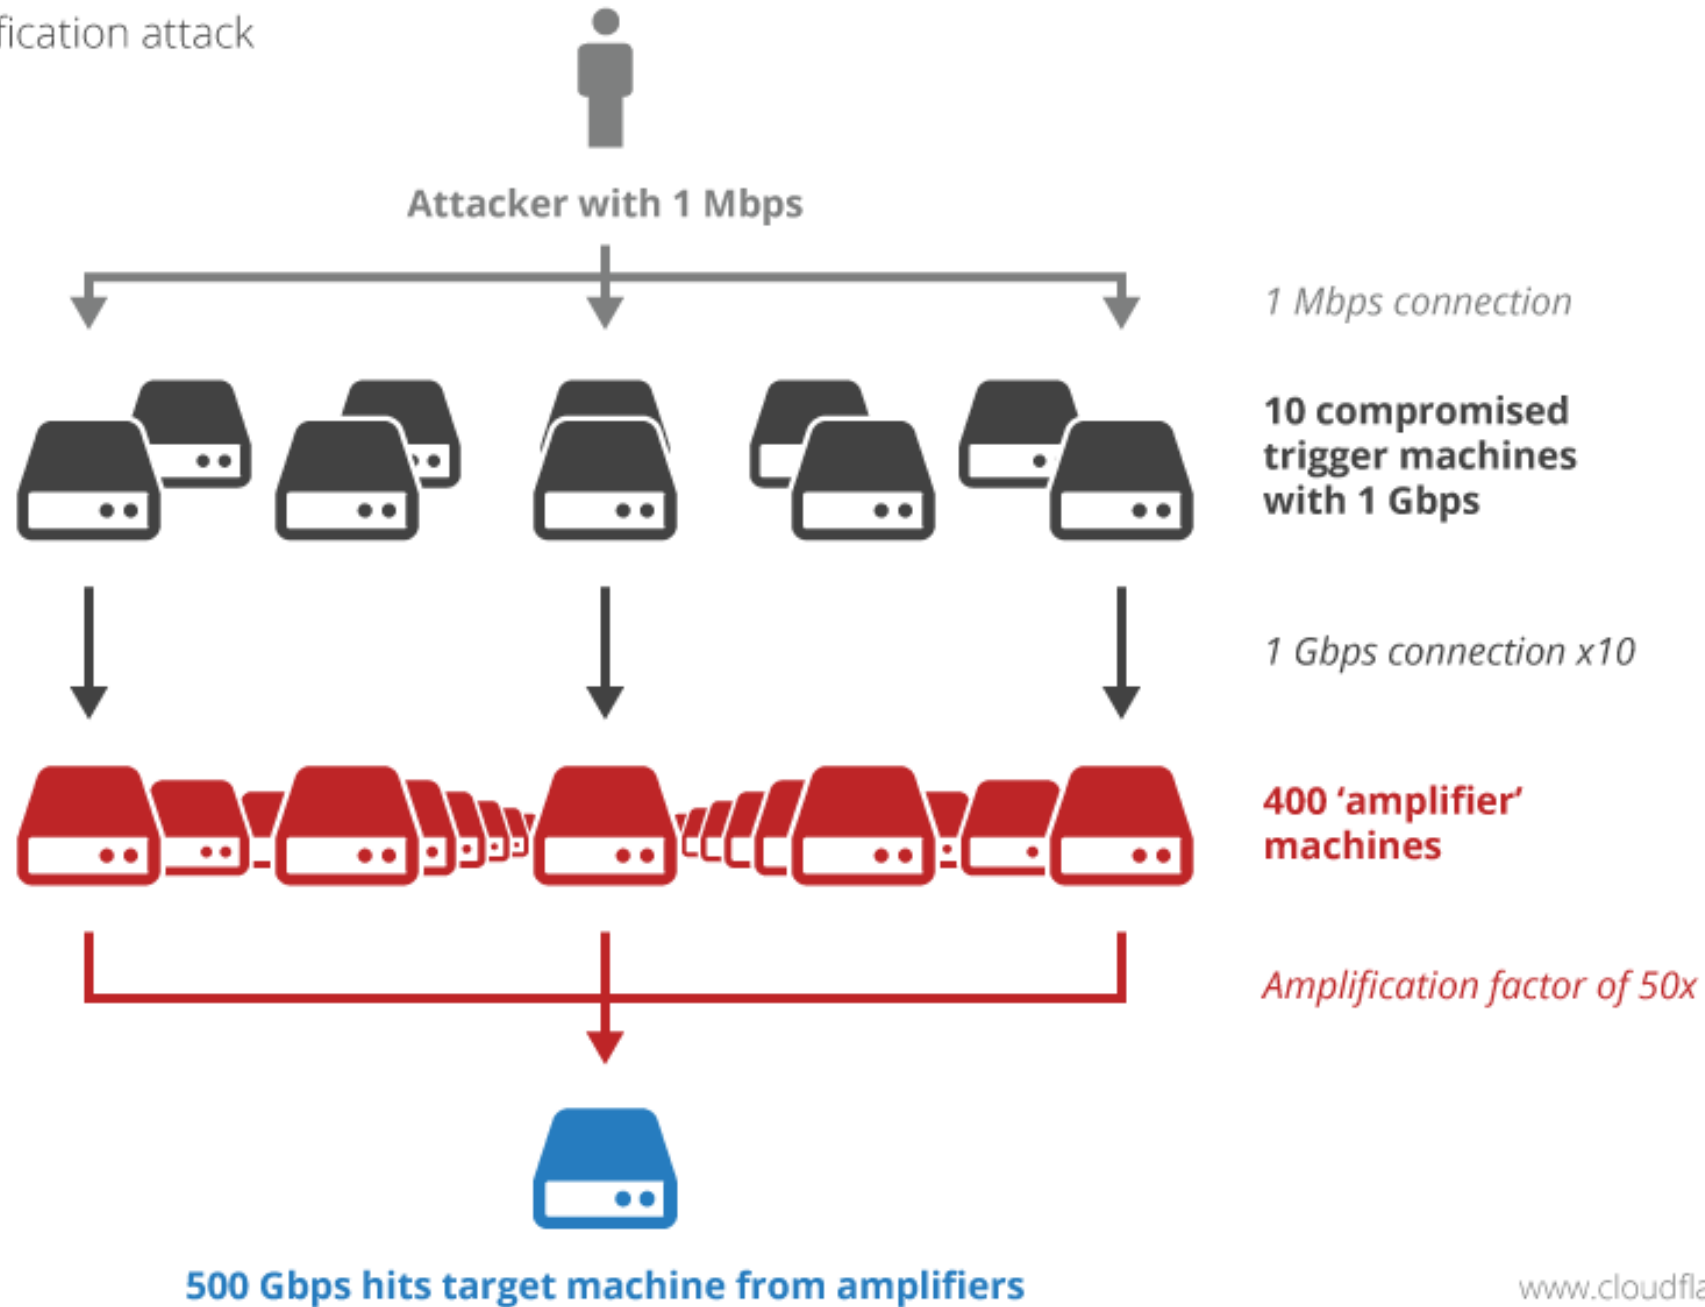 fication attack
Attacker with 1 Mbps
1 Mbps connection
10 compromised
trigger machines
with 1 Gbps
1 Gbps connection x10
400 ‘amplifier’
machines
Amplification factor of 50x
500 Gbps hits target machine from amplifiers
www.cloudfla